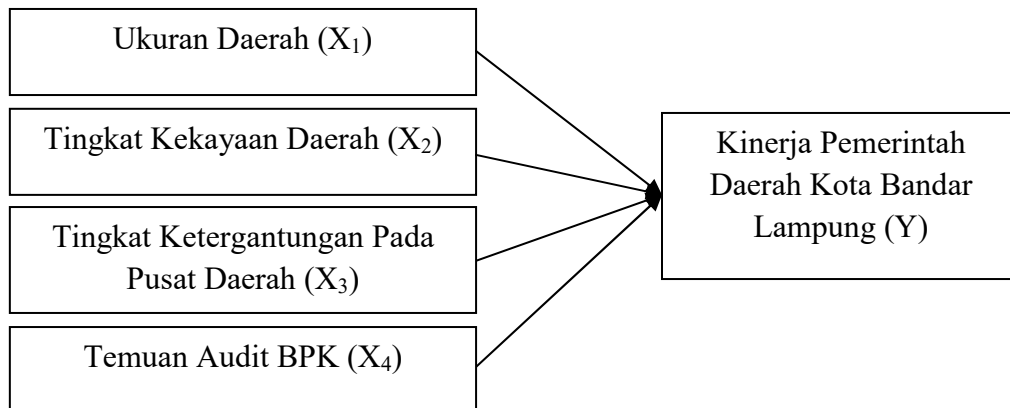 Ukuran Daerah (X₁)
Tingkat Kekayaan Daerah (X₂)
Tingkat Ketergantungan Pada
Pusat Daerah (X₃)
Temuan Audit BPK (X₄)
Kinerja Pemerintah
Daerah Kota Bandar
Lampung (Y)